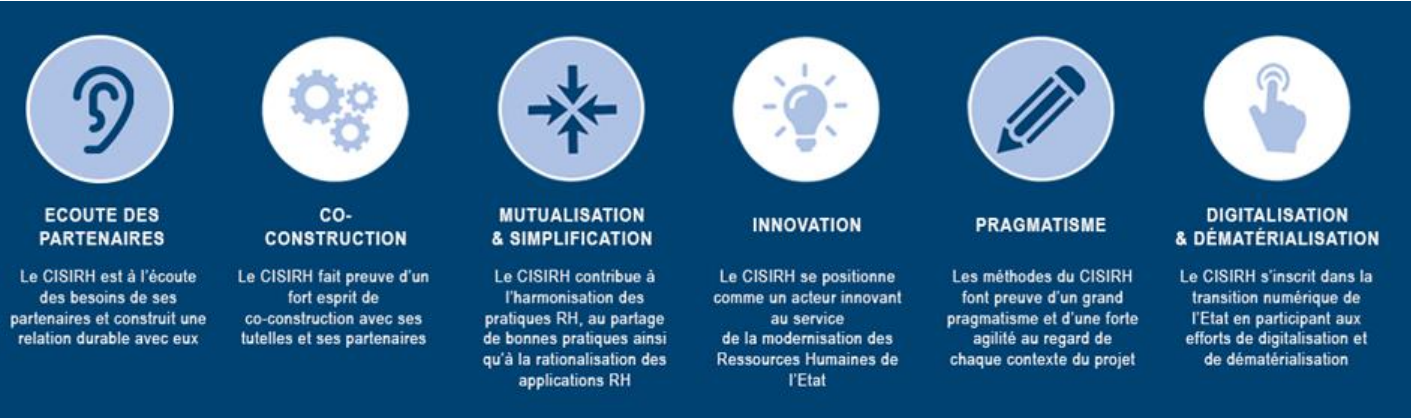 ECOUTE DES
PARTENAIRES
Le CISIRH est à l'écoute
des besoins de ses
partenaires et construit une
relation durable avec eux
CO-
CONSTRUCTION
Le CISIRH fait preuve d'un
fort esprit de
co-construction avec ses
tutelles et ses partenaires
MUTUALISATION
& SIMPLIFICATION
Le CISIRH contribue à
l'harmonisation des
pratiques RH, au partage
de bonnes pratiques ainsi
qu'à la rationalisation des
applications RH
INNOVATION
Le CISIRH se positionne
comme un acteur innovant
au service
de la modernisation des
Ressources Humaines de
l'Etat
PRAGMATISME
Les méthodes du CISIRH
font preuve d'un grand
pragmatisme et d'une forte
agilité au regard de
chaque contexte du projet
DIGITALISATION
& DÉMATÉRIALISATION
Le CISIRH s'inscrit dans la
transition numérique de
l'Etat en participant aux
efforts de digitalisation et
de dématérialisation